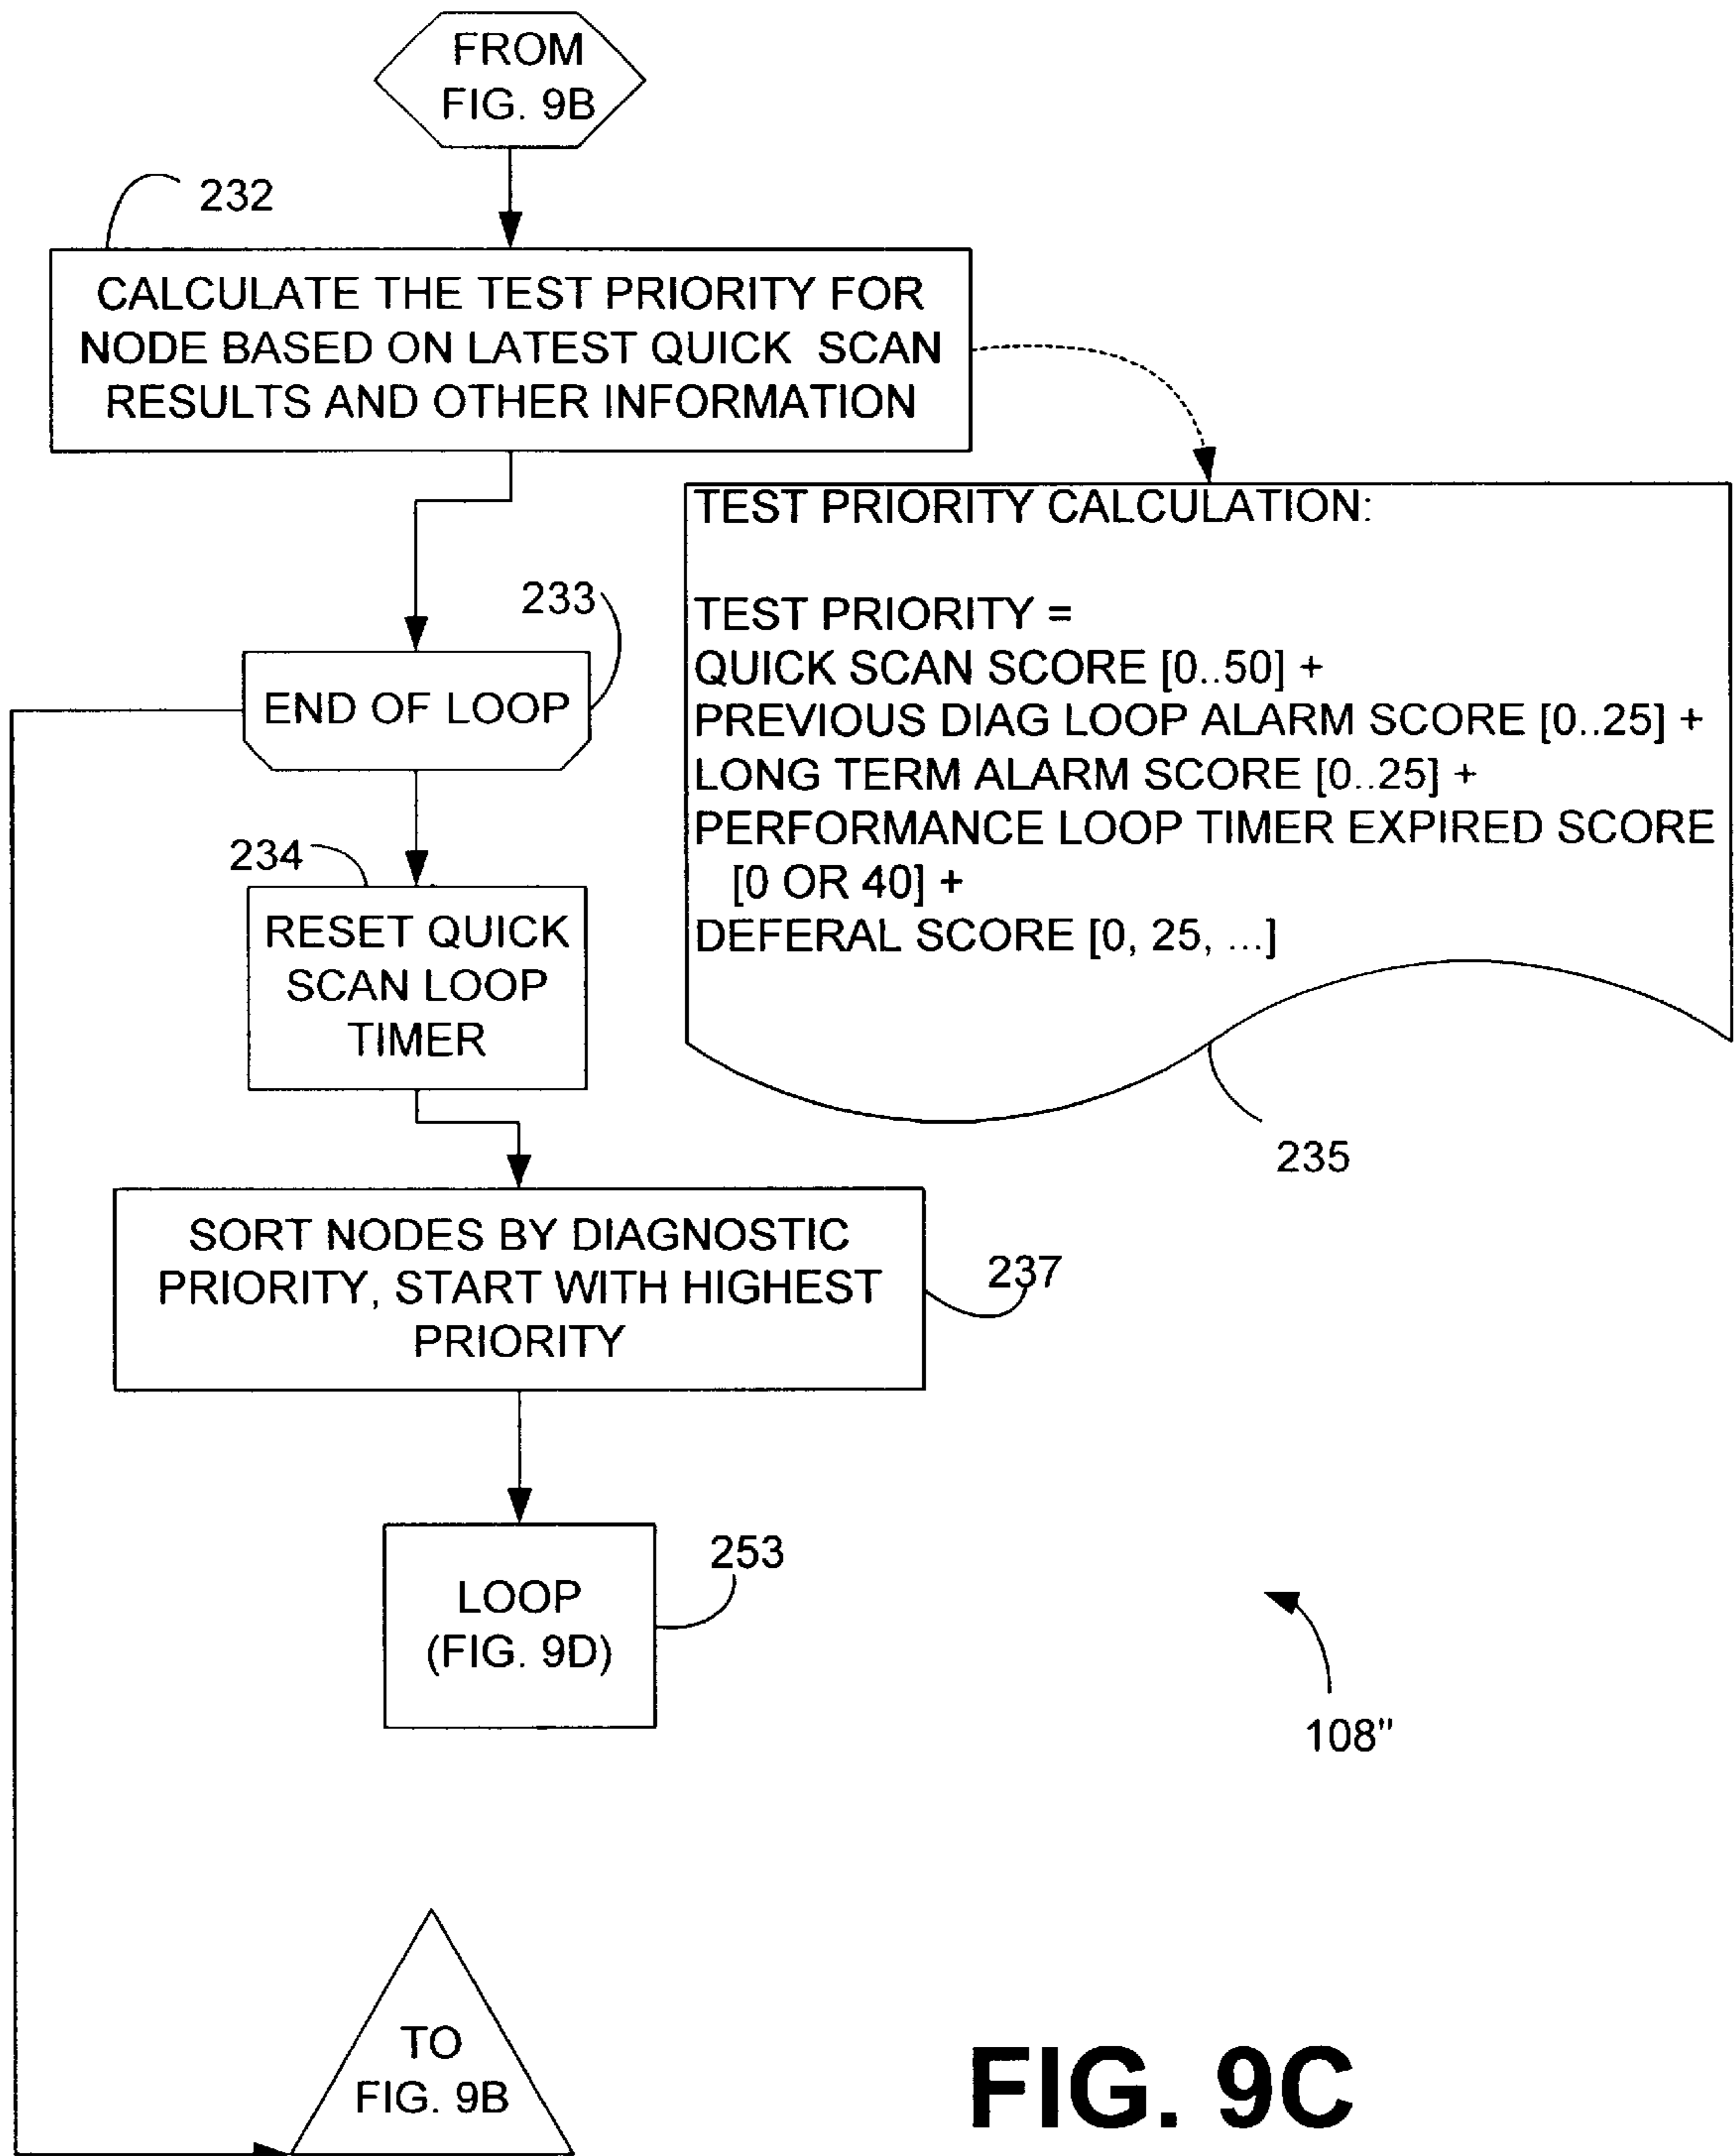 FROM
FIG. 9B
232
CALCULATE THE TEST PRIORITY FOR
NODE BASED ON LATEST QUICK SCAN
RESULTS AND OTHER INFORMATION
TEST PRIORITY CALCULATION:
TEST PRIORITY =
QUICK SCAN SCORE [0..50] +
PREVIOUS DIAG LOOP ALARM SCORE [0..25] +
LONG TERM ALARM SCORE [0..25] +
PERFORMANCE LOOP TIMER EXPIRED SCORE
[0 OR 40] +
DEFERAL SCORE [0, 25, ...]
235
233
END OF LOOP
234
RESET QUICK
SCAN LOOP
TIMER
SORT NODES BY DIAGNOSTIC
PRIORITY, START WITH HIGHEST
PRIORITY
237
LOOP
(FIG. 9D)
253
108"
TO
FIG. 9B
FIG. 9C